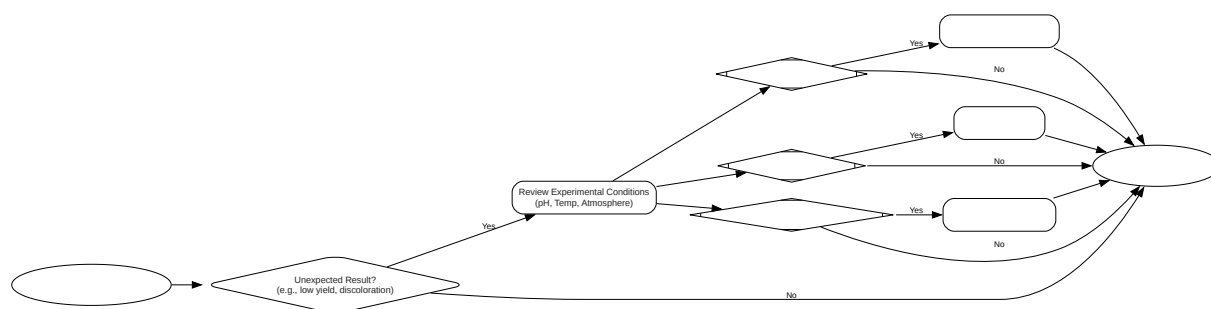 Unexpected Result?
(e.g., low yield, discoloration)
Yes
No
Review Experimental Conditions
(pH, Temp, Atmosphere)
Yes
No
Yes
No
Yes
No